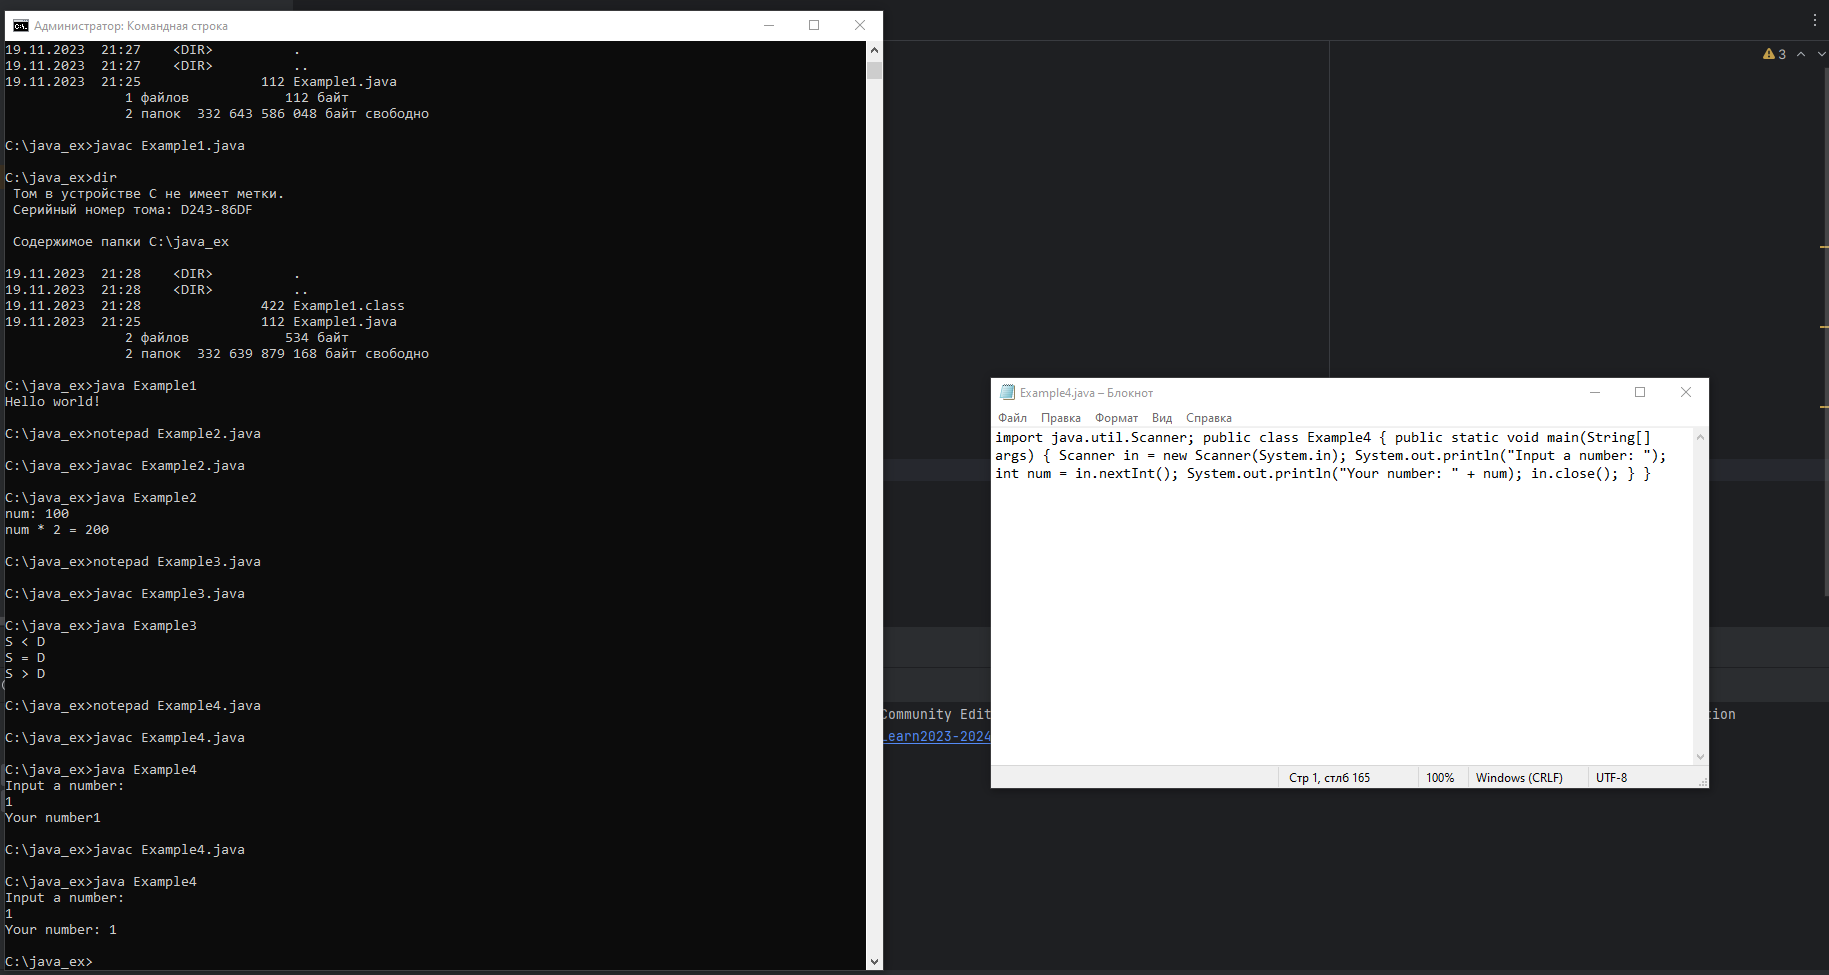 Администратор: Командная строка
19.11.2023  21:27    <DIR>          .
19.11.2023  21:27    <DIR>          ..
19.11.2023  21:25               112 Example1.java
               1 файлов            112 байт
               2 папок  332 643 586 048 байт свободно
C:\java_ex>javac Example1.java
C:\java_ex>dir
 Том в устройстве C не имеет метки.
 Серийный номер тома: D243-86DF
 Содержимое папки C:\java_ex
19.11.2023  21:28    <DIR>          .
19.11.2023  21:28    <DIR>          ..
19.11.2023  21:28               422 Example1.class
19.11.2023  21:25               112 Example1.java
               2 файлов            534 байт
               2 папок  332 639 879 168 байт свободно
C:\java_ex>java Example1
Hello world!
C:\java_ex>notepad Example2.java
C:\java_ex>javac Example2.java
C:\java_ex>java Example2
num: 100
num * 2 = 200
C:\java_ex>notepad Example3.java
C:\java_ex>javac Example3.java
C:\java_ex>java Example3
S < D
S = D
S > D
C:\java_ex>notepad Example4.java
C:\java_ex>javac Example4.java
C:\java_ex>java Example4
Input a number:
1
Your number1
C:\java_ex>javac Example4.java
C:\java_ex>java Example4
Input a number:
1
Your number: 1
C:\java_ex>
3
Example4.java – Блокнот
Файл Правка Формат Вид Справка
import java.util.Scanner; public class Example4 { public static void main(String[]
args) { Scanner in = new Scanner(System.in); System.out.println("Input a number: ");
int num = in.nextInt(); System.out.println("Your number: " + num); in.close(); } }
Стр 1, стлб 165 100% Windows (CRLF) UTF-8
Community Edit
tion
Learn2023-2024